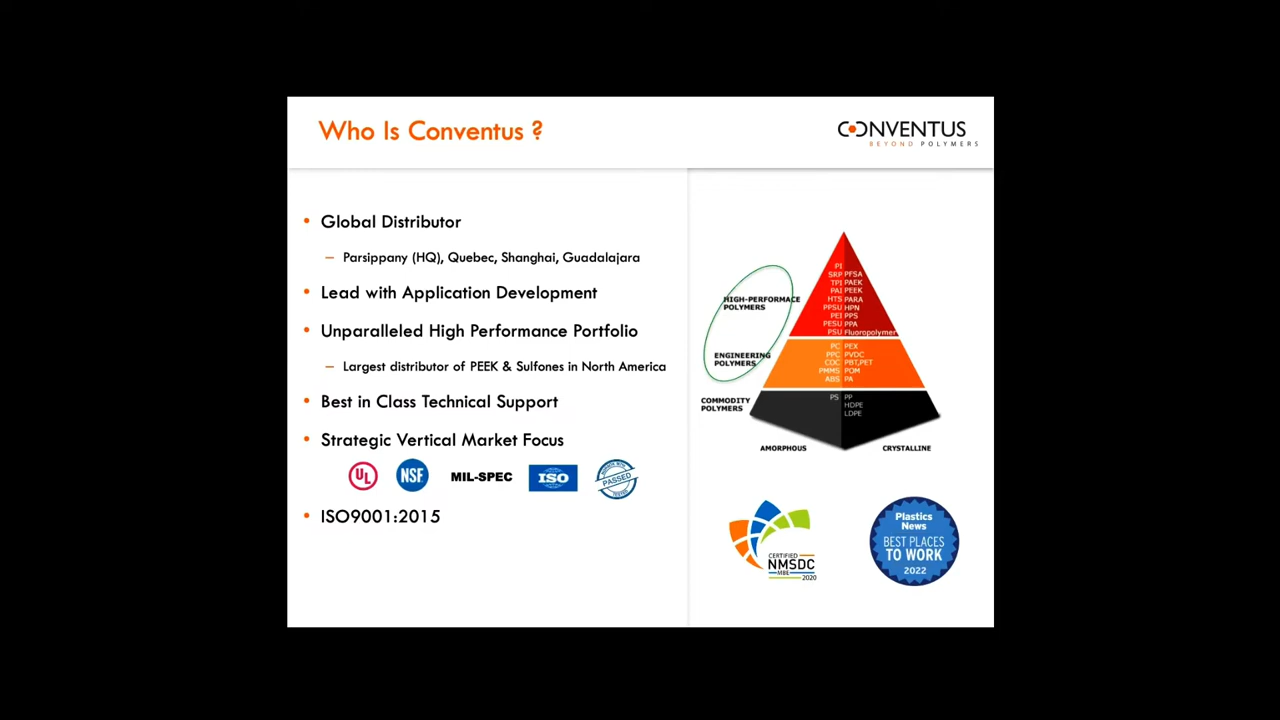 Who Is Conventus ?
CONVENTUS
BEYOND POLYMERS
• Global Distributor
– Parsippany (HQ), Quebec, Shanghai, Guadalajara
• Lead with Application Development
• Unparalleled High Performance Portfolio
– Largest distributor of PEEK & Sulfones in North America
• Best in Class Technical Support
• Strategic Vertical Market Focus
UL
NSF
MIL-SPEC
ISO
PASSED
• ISO9001:2015
HIGH-PERFORMACE
POLYMERS
ENGINEERING
POLYMERS
COMMODITY
POLYMERS
PI
SRP PFSA
TPI PAEK
PAI PEEK
HTS PARA
PPSU HPN
PEI PPS
PESU PPA
PSU Fluoropolymer
PC PEX
PPC PVDC
COC PBT,PET
PMMS POM
ABS PA
PS PP
HDPE
LDPE
AMORPHOUS
CRYSTALLINE
CERTIFIED
NMSDC
MBE
2020
Plastics
News
BEST PLACES
TO WORK
2022